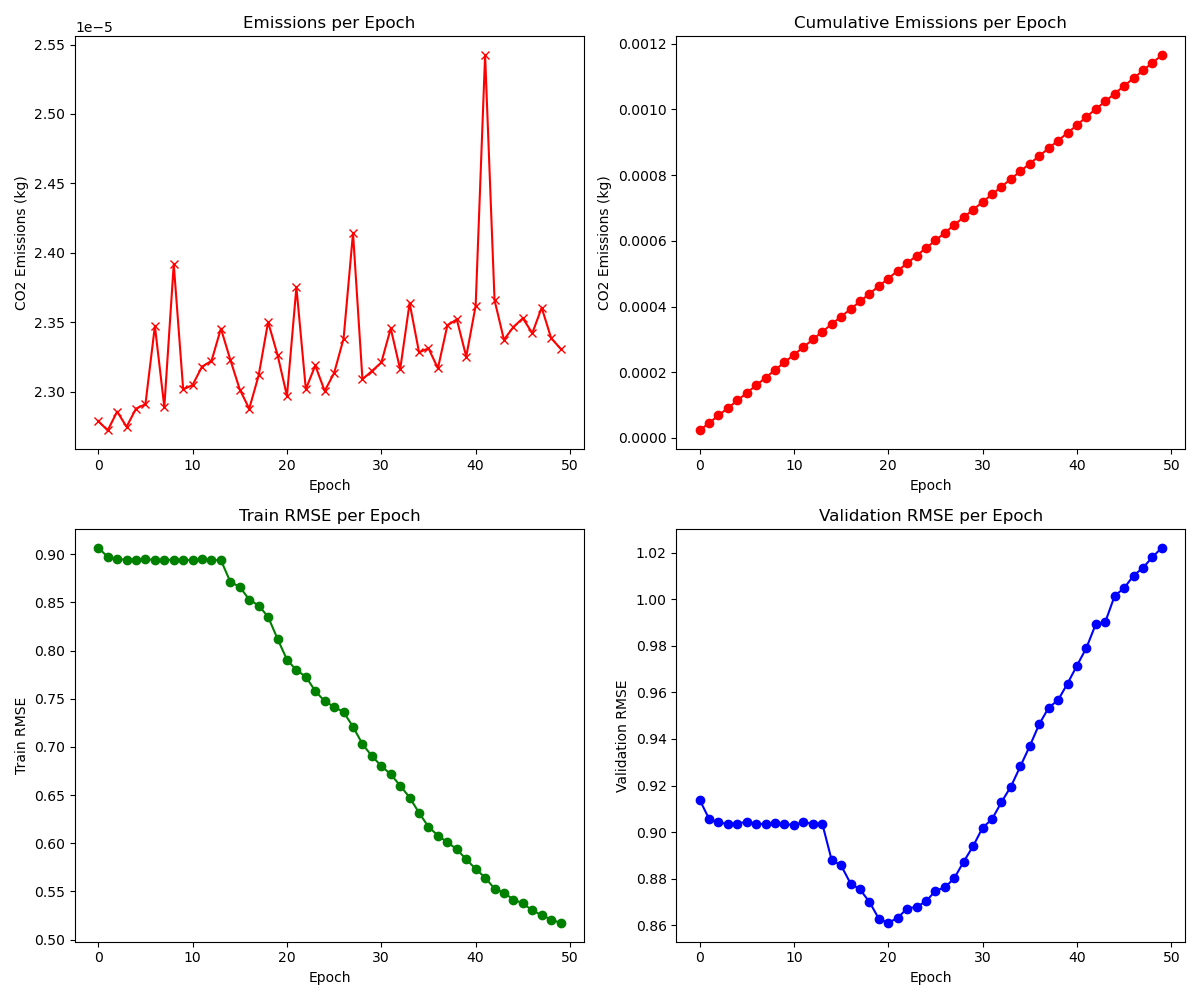 Emissions per Epoch
1e−5
2.55
2.50
2.45
2.40
2.35
2.30
CO2 Emissions (kg)
0 10 20 30 40 50
Epoch
Cumulative Emissions per Epoch
0.0012
0.0010
0.0008
0.0006
0.0004
0.0002
0.0000
CO2 Emissions (kg)
0 10 20 30 40 50
Epoch
Train RMSE per Epoch
0.90
0.85
0.80
0.75
0.70
0.65
0.60
0.55
0.50
Train RMSE
0 10 20 30 40 50
Epoch
Validation RMSE per Epoch
1.02
1.00
0.98
0.96
0.94
0.92
0.90
0.88
0.86
Validation RMSE
0 10 20 30 40 50
Epoch